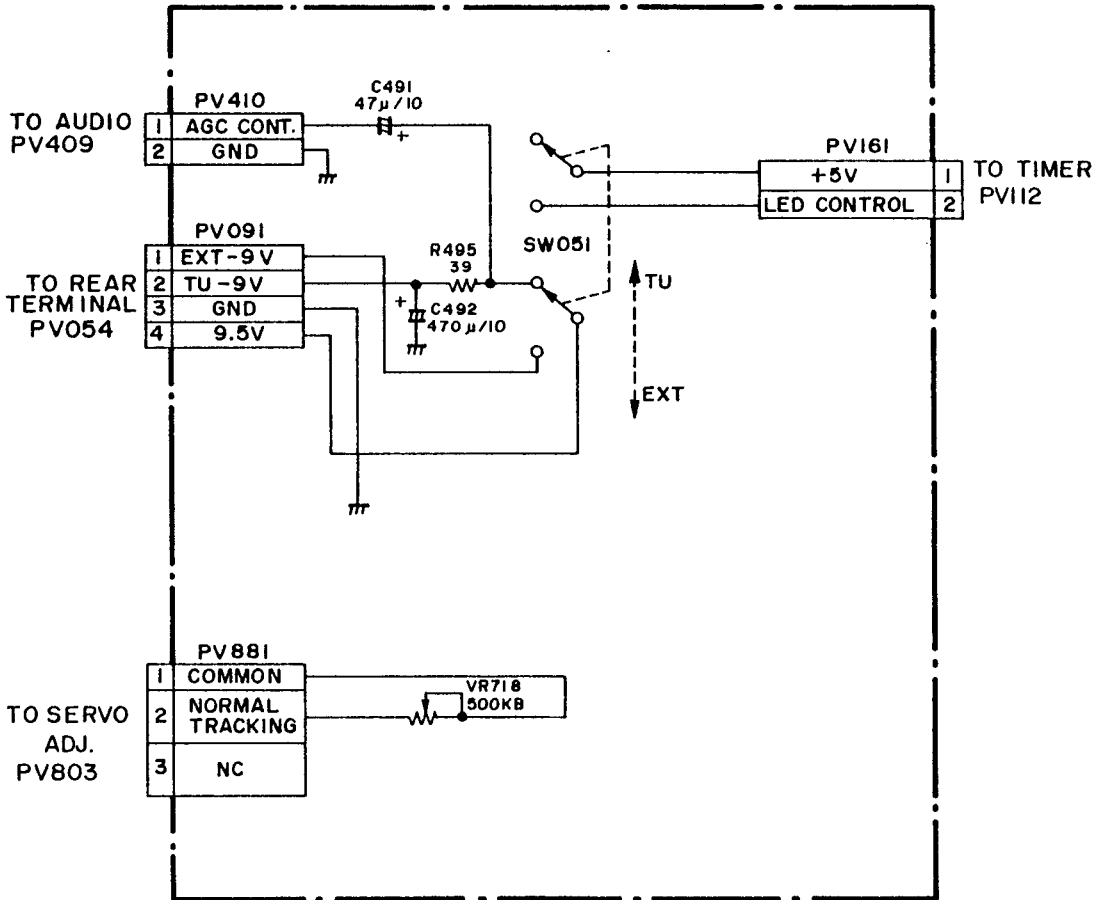 C491
47μ/10
PV410
TO AUDIO
PV409
1 AGC CONT.
2 GND
+
PV161
+5V 1
LED CONTROL 2
TO TIMER
PV112
PV091
1 EXT-9V
2 TU-9V
3 GND
4 9.5V
TO REAR
TERMINAL
PV054
R495
39
+
C492
470μ/10
SW051
TU
EXT
PV881
1 COMMON
2 NORMAL
TRACKING
3 NC
TO SERVO
ADJ.
PV803
VR718
500KB